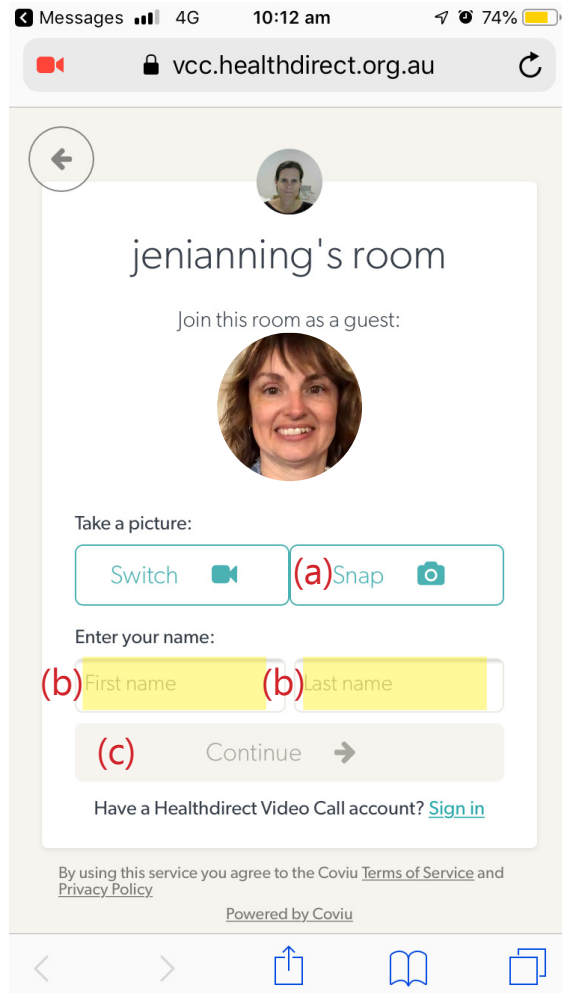 Messages 4G 10:12 am 74%
vcc.healthdirect.org.au
jenianning's room
Join this room as a guest:
Take a picture:
Switch (a) Snap
Enter your name:
(b) First name (b) Last name
(c) Continue
Have a Healthdirect Video Call account? Sign in
By using this service you agree to the Coviu Terms of Service and
Privacy Policy
Powered by Coviu